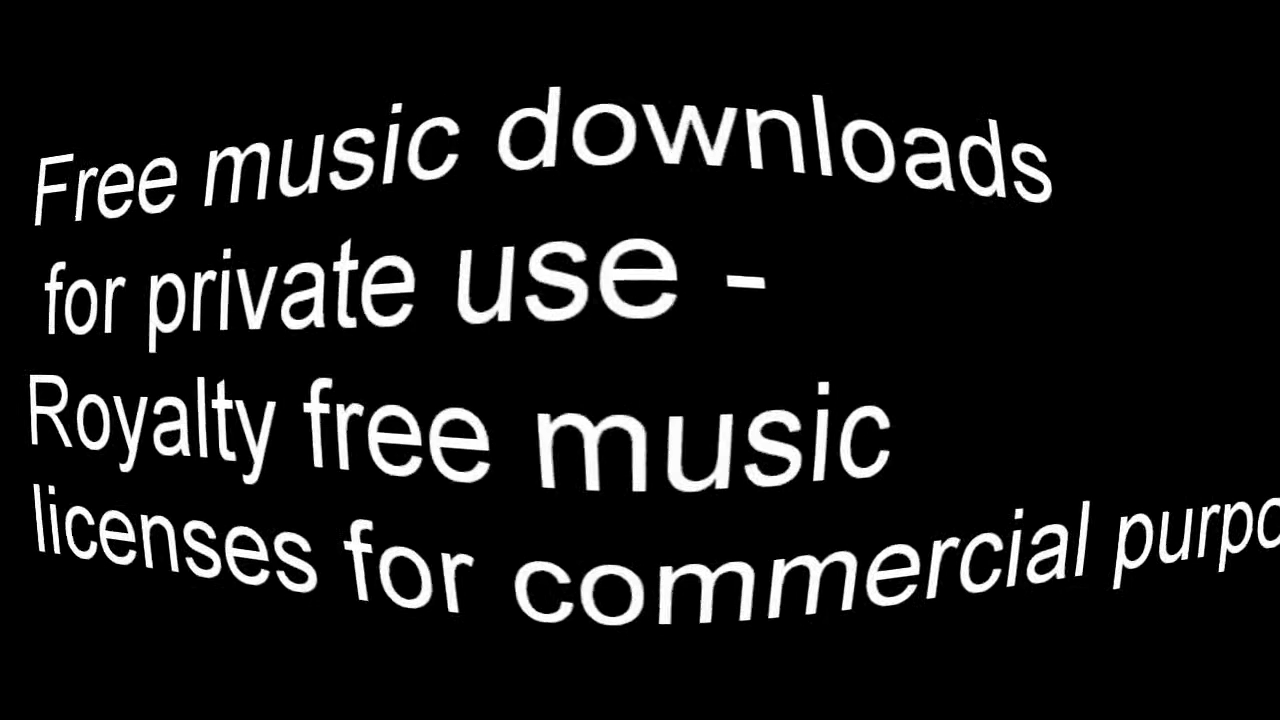 Free music downloads
for private use -
Royalty free music
licenses for commercial purpo